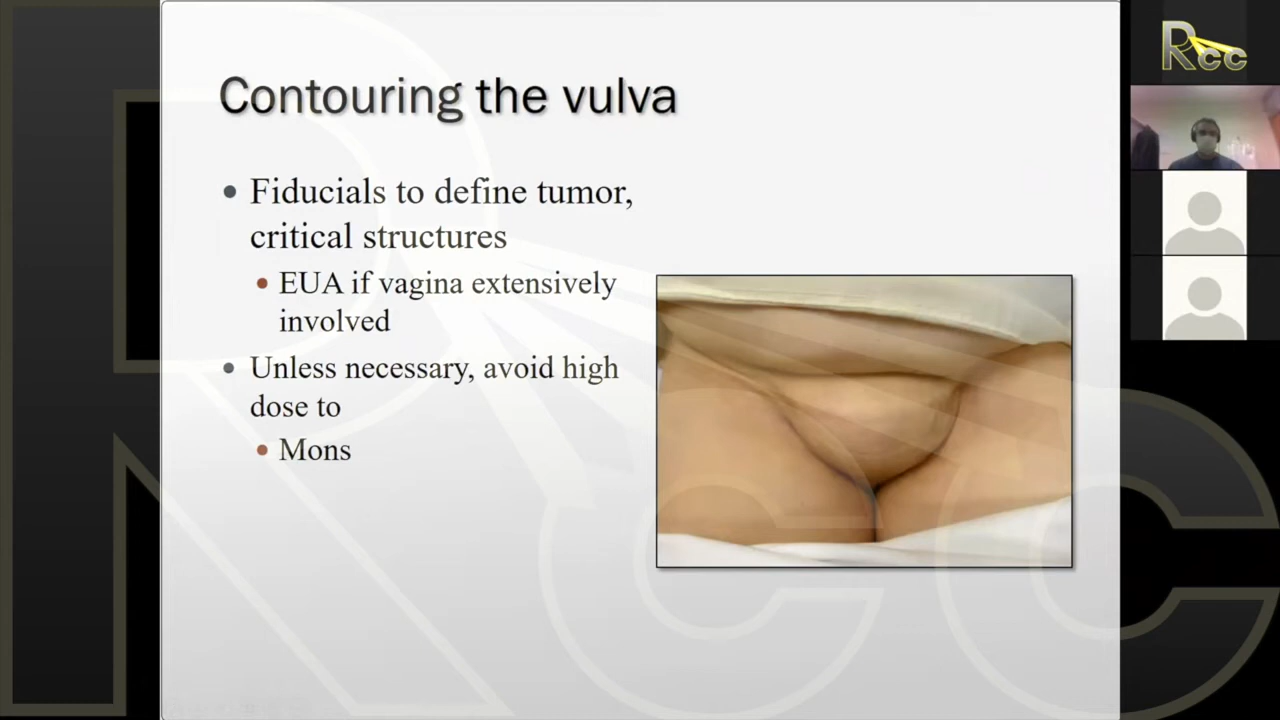 Contouring the vulva
Fiducials to define tumor,
critical structures
EUA if vagina extensively
involved
Unless necessary, avoid high
dose to
Mons
Rcc